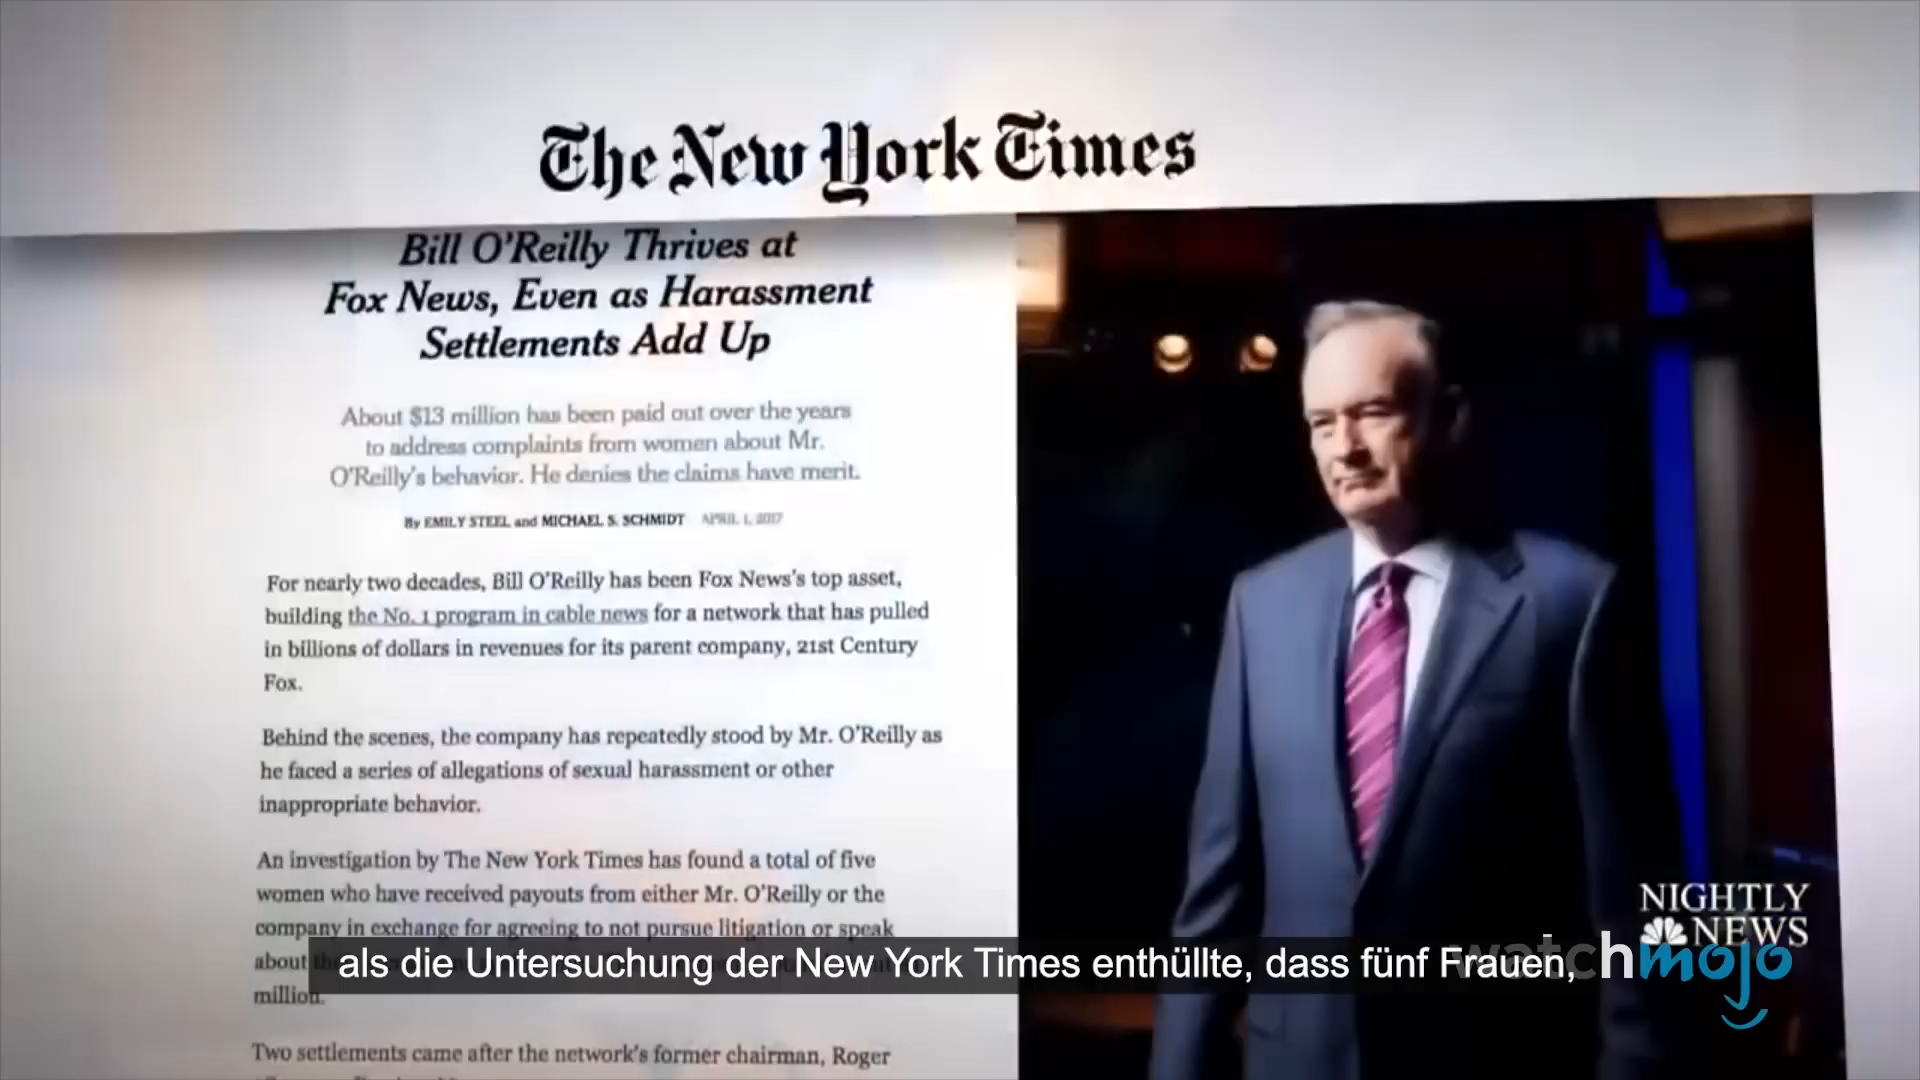 The New York Times
Bill O'Reilly Thrives at
Fox News, Even as Harassment
Settlements Add Up
About $13 million has been paid out over the years
to address complaints from women about Mr.
O'Reilly's behavior. He denies the claims have merit.
By EMILY STEEL and MICHAEL S. SCHMIDT APRIL 1, 2017
For nearly two decades, Bill O'Reilly has been Fox News's top asset,
building the No. 1 program in cable news for a network that has pulled
in billions of dollars in revenues for its parent company, 21st Century
Fox.
Behind the scenes, the company has repeatedly stood by Mr. O'Reilly as
he faced a series of allegations of sexual harassment or other
inappropriate behavior.
An investigation by The New York Times has found a total of five
women who have received payouts from either Mr. O'Reilly or the
company in exchange for agreeing to not pursue litigation or speak
about
million.
Two settlements came after the network's former chairman, Roger
NIGHTLY
NEWS
watchmojo
als die Untersuchung der New York Times enthüllte, dass fünf Frauen,